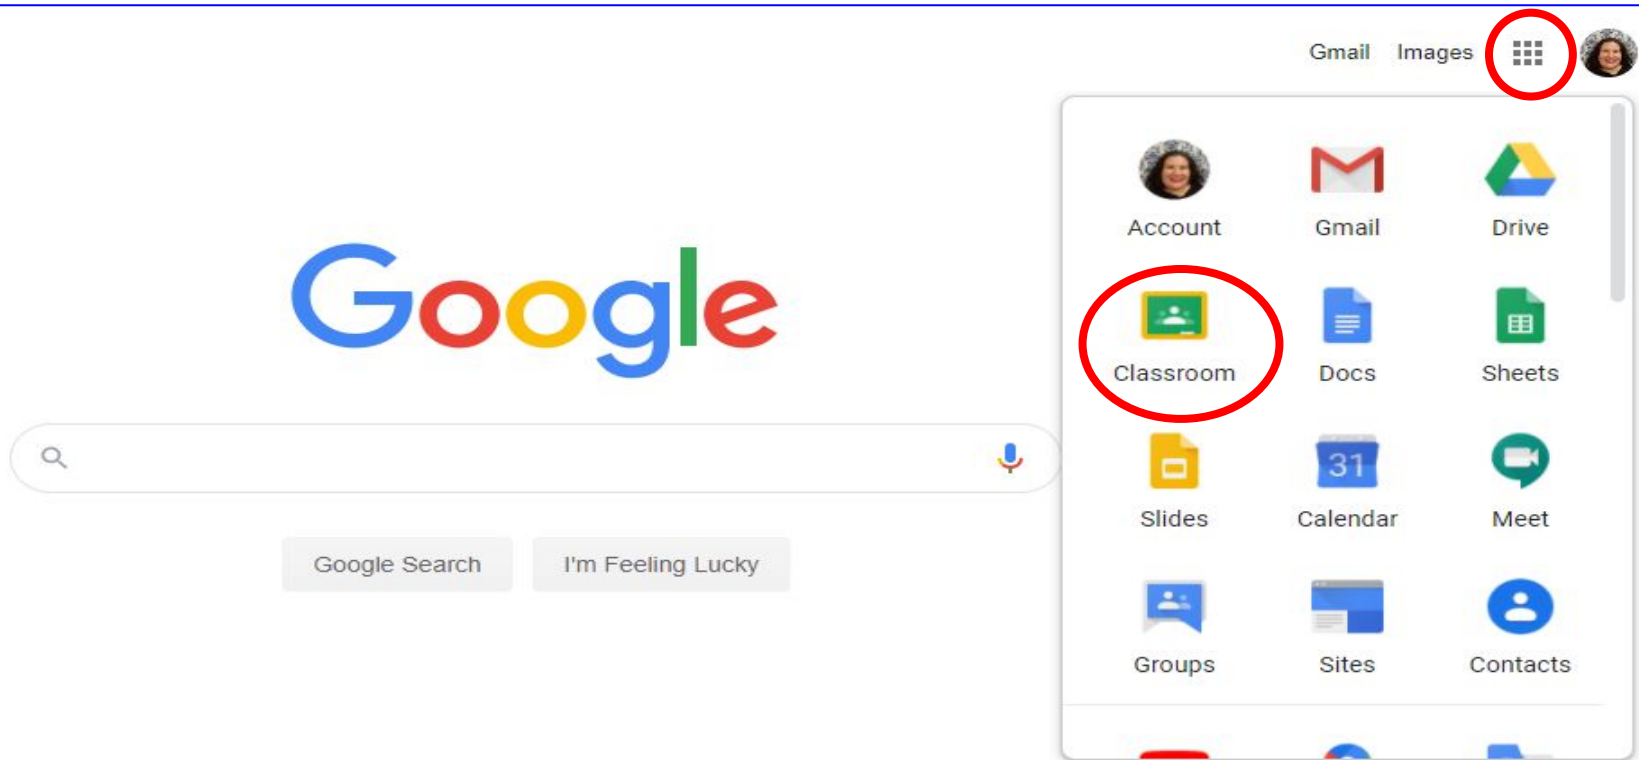 Gmail Images
Account Gmail Drive
Google
Classroom Docs Sheets
31
Slides Calendar Meet
Google Search I'm Feeling Lucky
Groups Sites Contacts